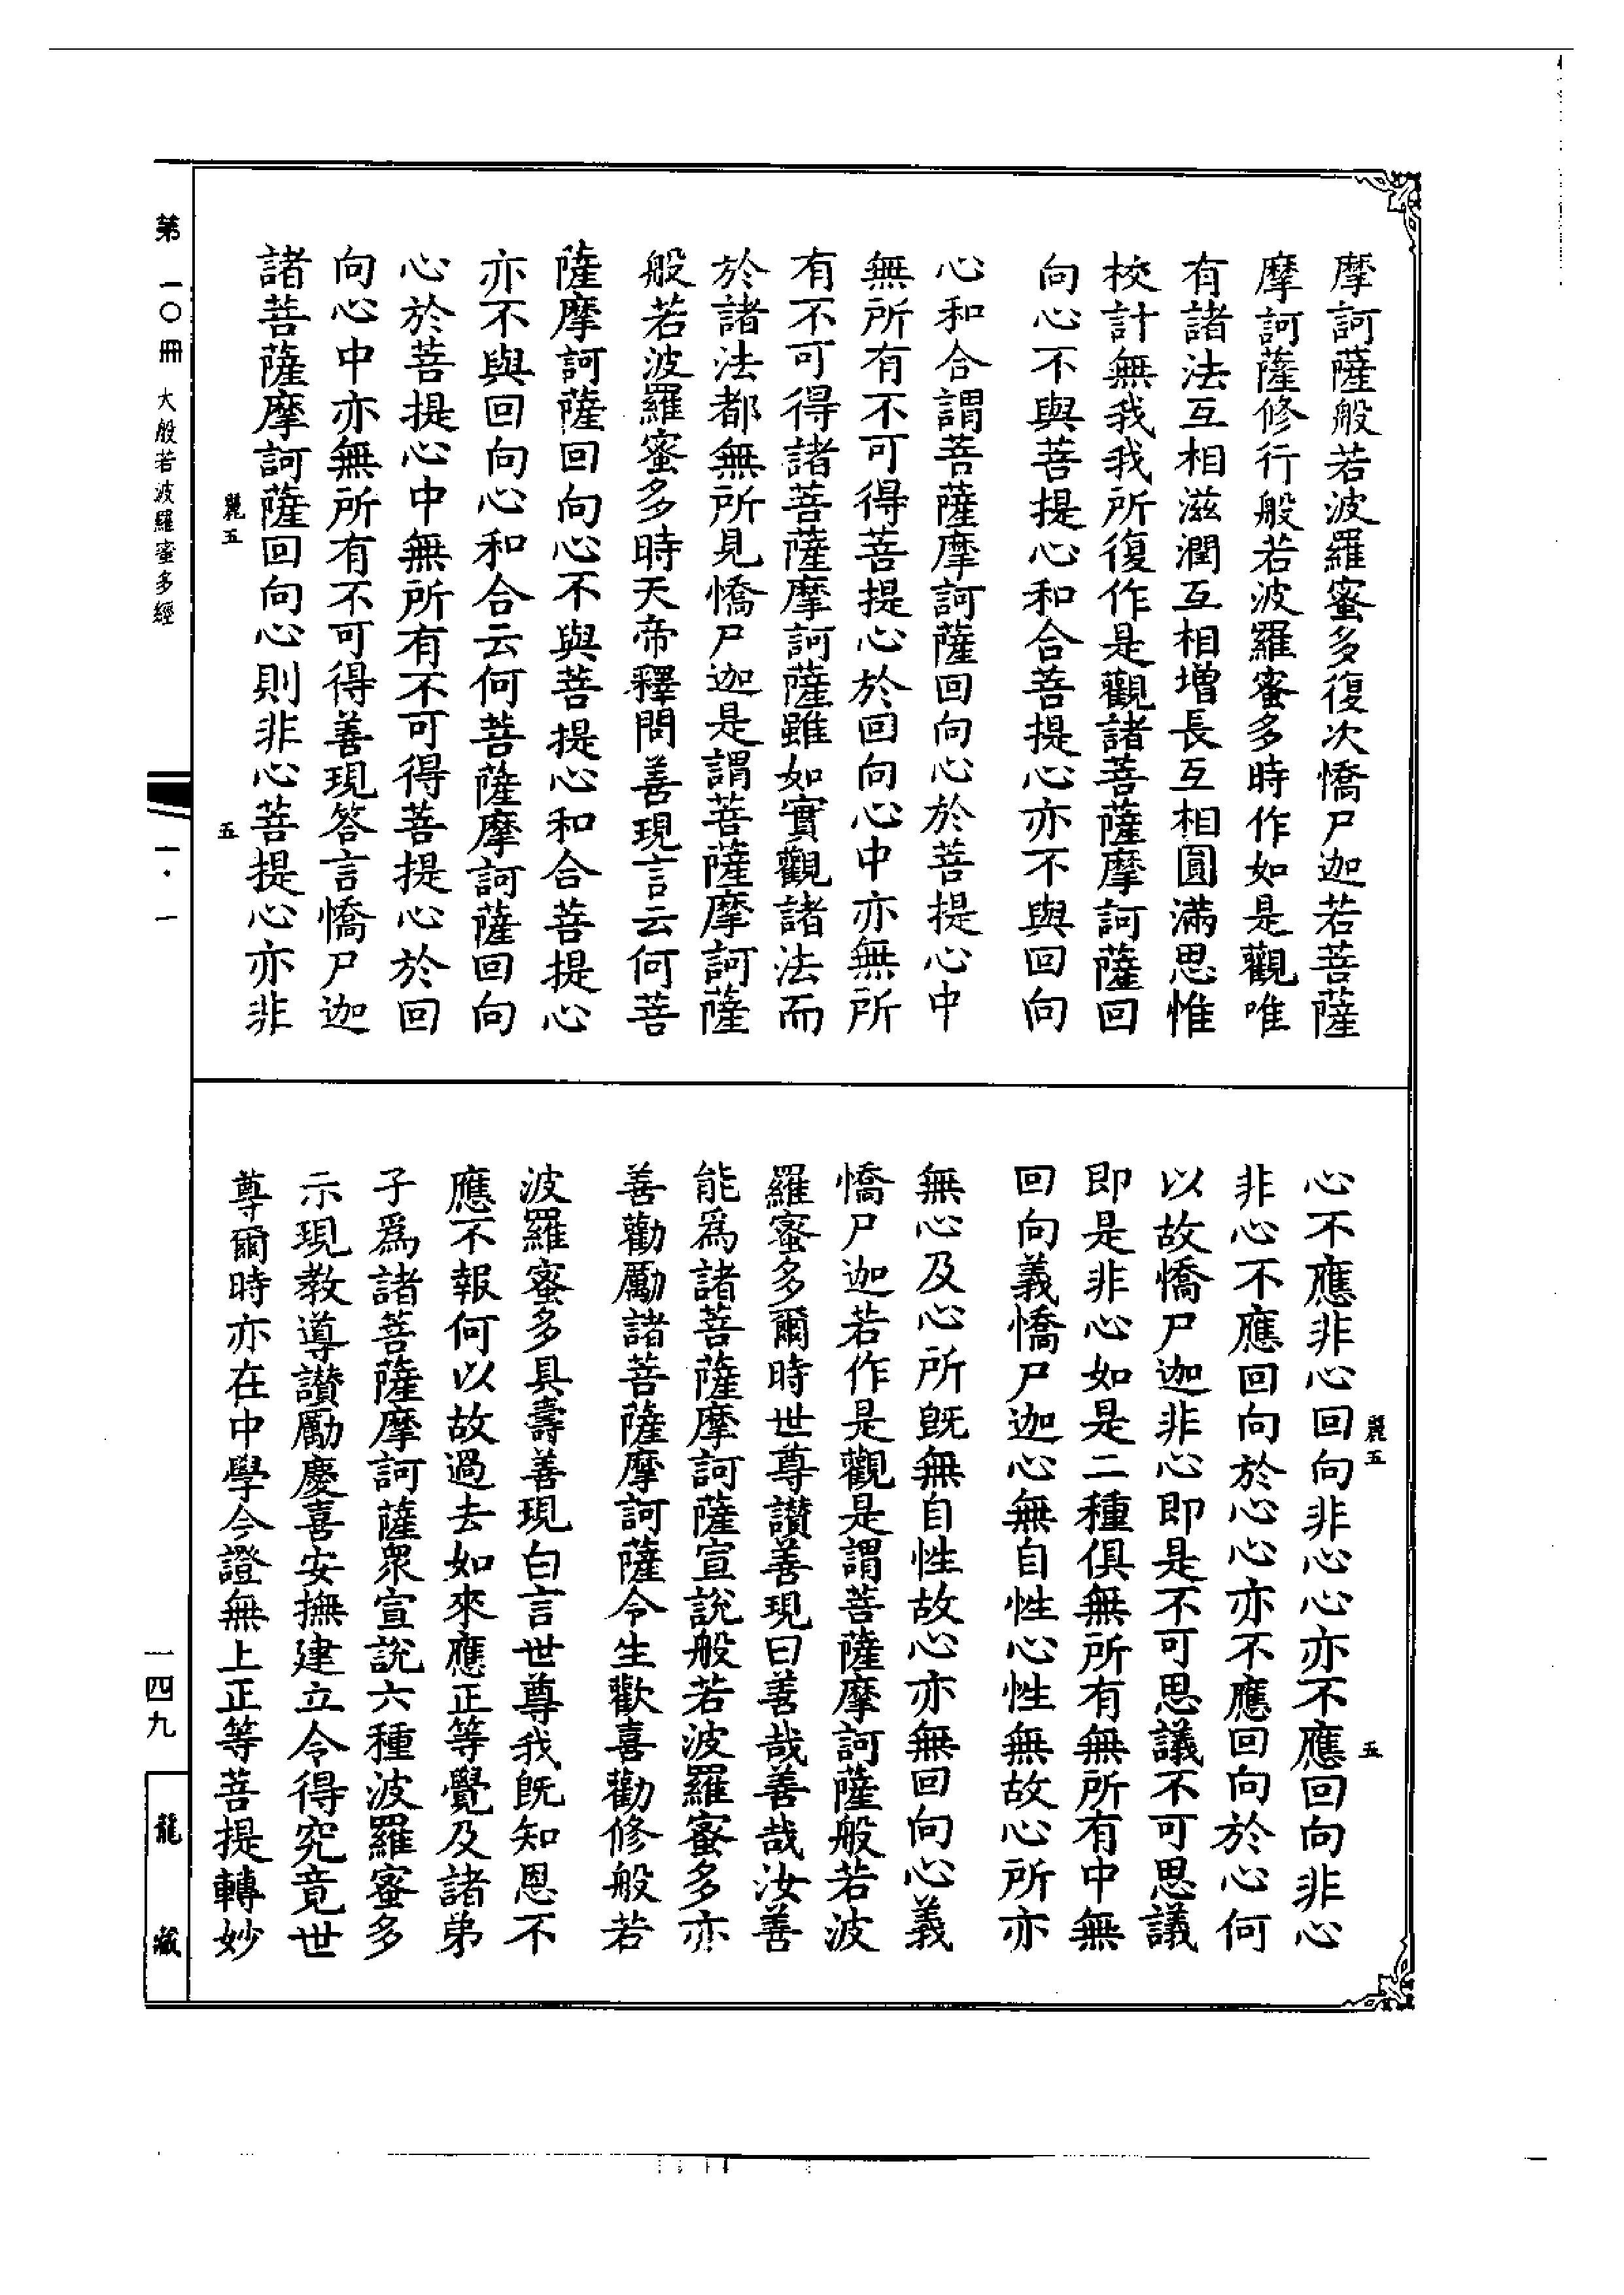 摩訶薩般若波羅蜜多復次憍尸迦若菩薩
摩訶薩修行般若波羅蜜多時作如是觀唯
有諸法互相滋潤互相增長互相圓滿思惟
校計無我我所復作是觀諸菩薩摩訶薩回
向心不與菩提心和合菩提心亦不與回向
心和合謂菩薩摩訶薩回向心於菩提心中
無所有不可得菩提心於回向心中亦無所
有不可得諸菩薩摩訶薩雖如實觀諸法而
於諸法都無所見憍尸迦是謂菩薩摩訶薩
般若波羅蜜多時天帝釋問善現言云何菩
薩摩訶薩回向心不與菩提心和合菩提心
亦不與回向心和合云何菩薩摩訶薩回向
心於菩提心中無所有不可得菩提心於回
向心中亦無所有不可得善現答言憍尸迦
諸菩薩摩訶薩回向心則非心菩提心亦非
麗五
五
麗五
五
心不應非心回向非心心亦不應回向非心
非心不應回向於心心亦不應回向於心何
以故憍尸迦非心即是不可思議不可思議
即是非心如是二種俱無所有無所有中無
回向義憍尸迦心無自性心性無故心所亦
無心及心所旣無自性故心亦無回向心義
憍尸迦若作是觀是謂菩薩摩訶薩般若波
羅蜜多爾時世尊讚善現曰善哉善哉汝善
能爲諸菩薩摩訶薩宣說般若波羅蜜多亦
善勸勵諸菩薩摩訶薩令生歡喜勸修般若
波羅蜜多具壽善現白言世尊我旣知恩不
應不報何以故過去如來應正等覺及諸弟
子爲諸菩薩摩訶薩衆宣說六種波羅蜜多
示現教導讚勵慶喜安撫建立令得究竟世
尊爾時亦在中學今證無上正等菩提轉妙
第一〇冊 大般若波羅蜜多經
一·一
一四九
龍藏